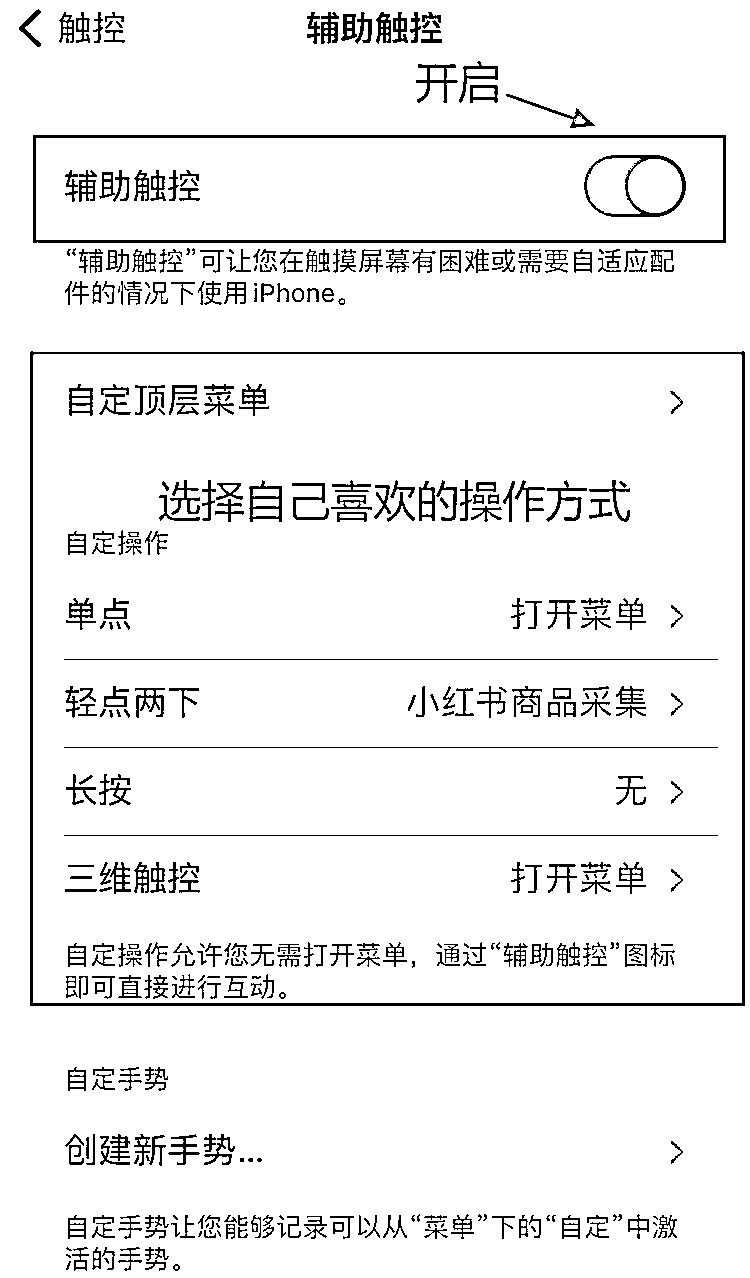 触控 辅助触控
开启
辅助触控
“辅助触控”可让您在触摸屏幕有困难或需要自适应配
件的情况下使用iPhone。
自定顶层菜单
选择自己喜欢的操作方式
自定操作
单点 打开菜单
轻点两下 小红书商品采集
长按 无
三维触控 打开菜单
自定操作允许您无需打开菜单，通过“辅助触控”图标
即可直接进行互动。
自定手势
创建新手势...
自定手势让您能够记录可以从“菜单”下的“自定”中激
活的手势。